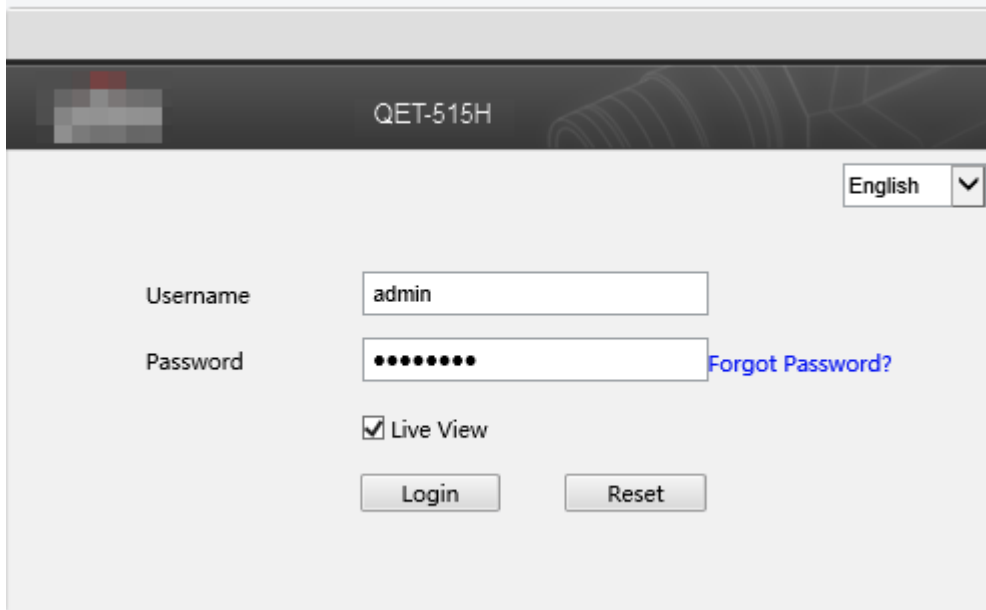 QET-515H
English
Username admin
Password ●●●●●●●● Forgot Password?
Live View
Login Reset